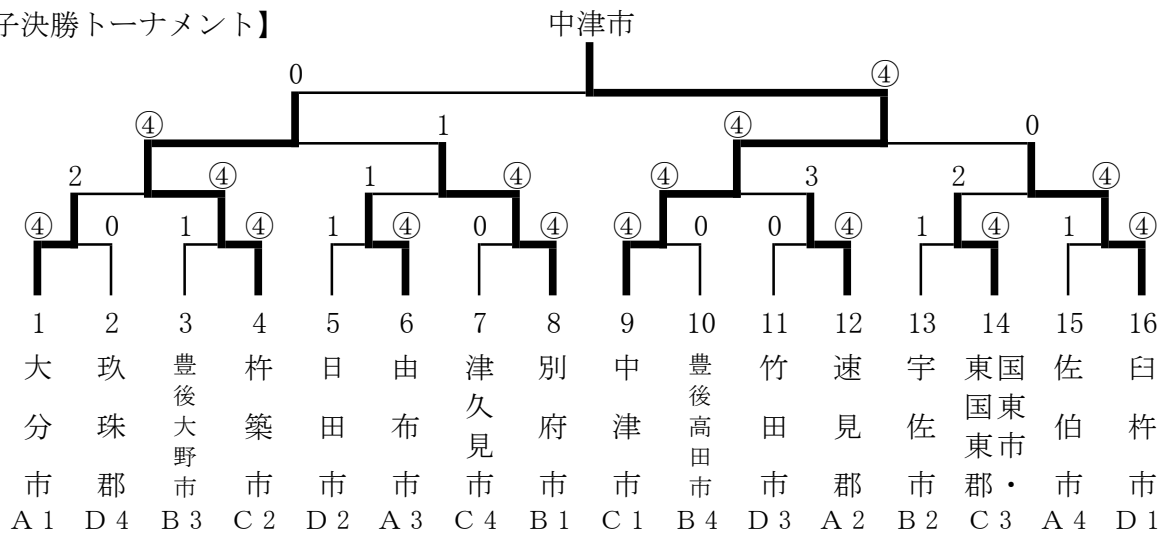 子決勝トーナメント】 中津市
0 ④
④ 1 ④ 0
2 ④ 1 ④ ④ 3 2 ④
④ 0 1 ④ 1 ④ 0 ④ ④ 0 0 ④ 1 ④ 1 ④
1 2 3 4 5 6 7 8 9 10 11 12 13 14 15 16
大分市 玖珠郡 豊後大野市 杵築市 日田市 由布市 津久見市 別府市 中津市 豊後高田市 竹田市 速見郡 宇佐市 国東市・東国東郡 佐伯市 臼杵市
A1 D4 B3 C2 D2 A3 C4 B1 C1 B4 D3 A2 B2 C3 A4 D1